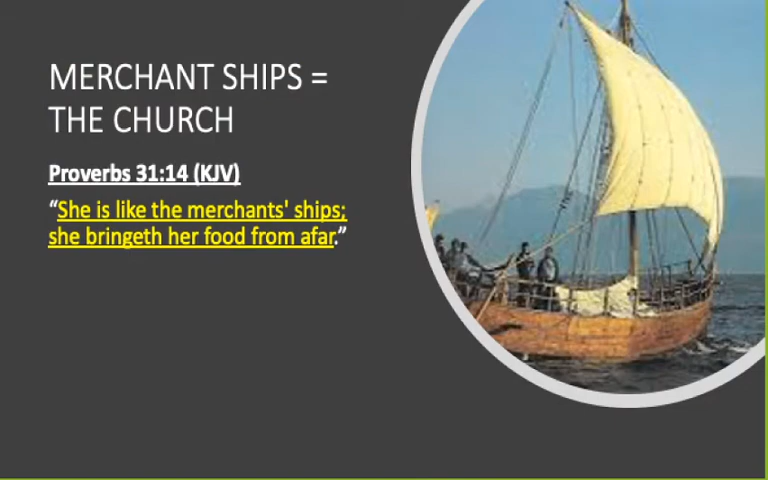 MERCHANT SHIPS =
THE CHURCH
Proverbs 31:14 (KJV)
“She is like the merchants' ships;
she bringeth her food from afar.”